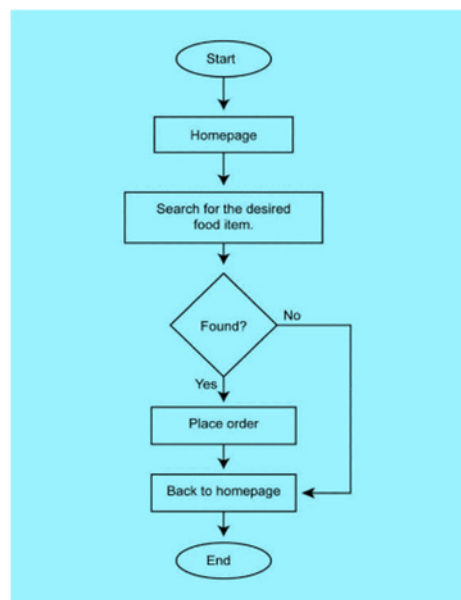 Start
Homepage
Search for the desired
food item.
Found?
No
Yes
Place order
Back to homepage
End